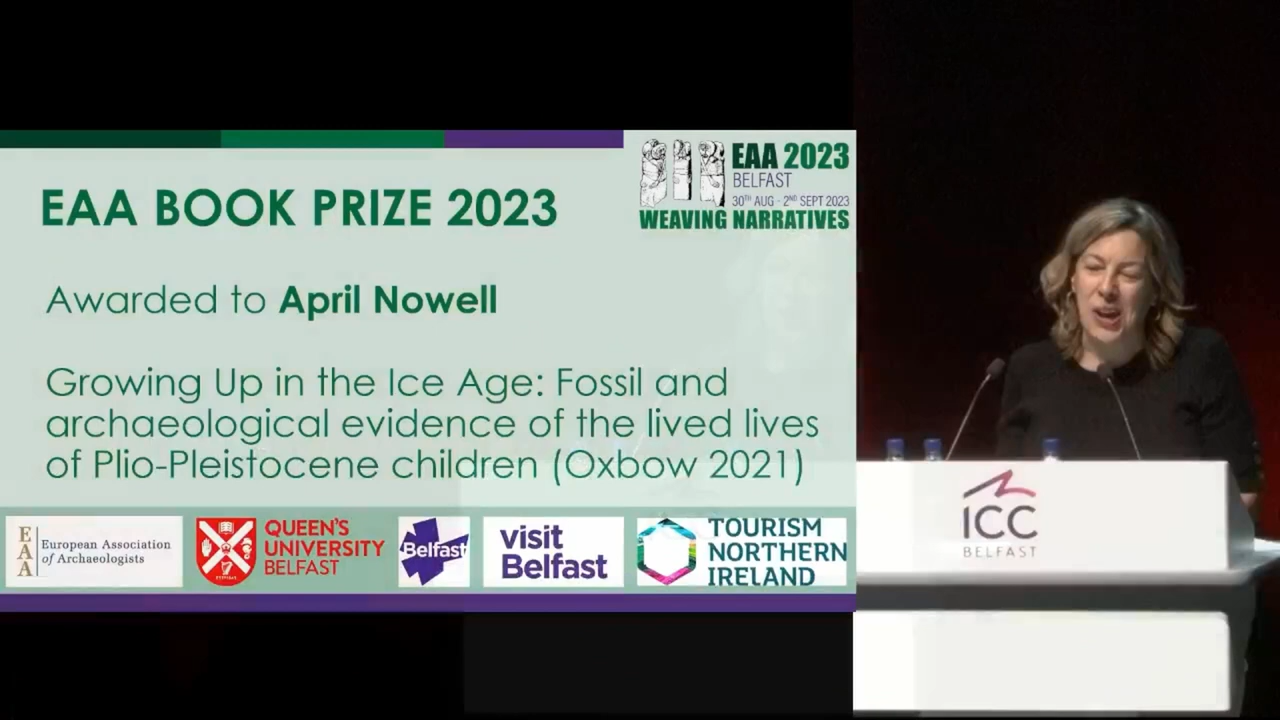 EAA BOOK PRIZE 2023
EAA 2023
BELFAST
30TH AUG - 2ND SEPT 2023
WEAVING NARRATIVES
Awarded to April Nowell
Growing Up in the Ice Age: Fossil and
archaeological evidence of the lived lives
of Plio-Pleistocene children (Oxbow 2021)
EAA
European Association
of Archaeologists
QUEEN'S
UNIVERSITY
BELFAST
Belfast
visit
Belfast
TOURISM
NORTHERN
IRELAND
ICC
BELFAST